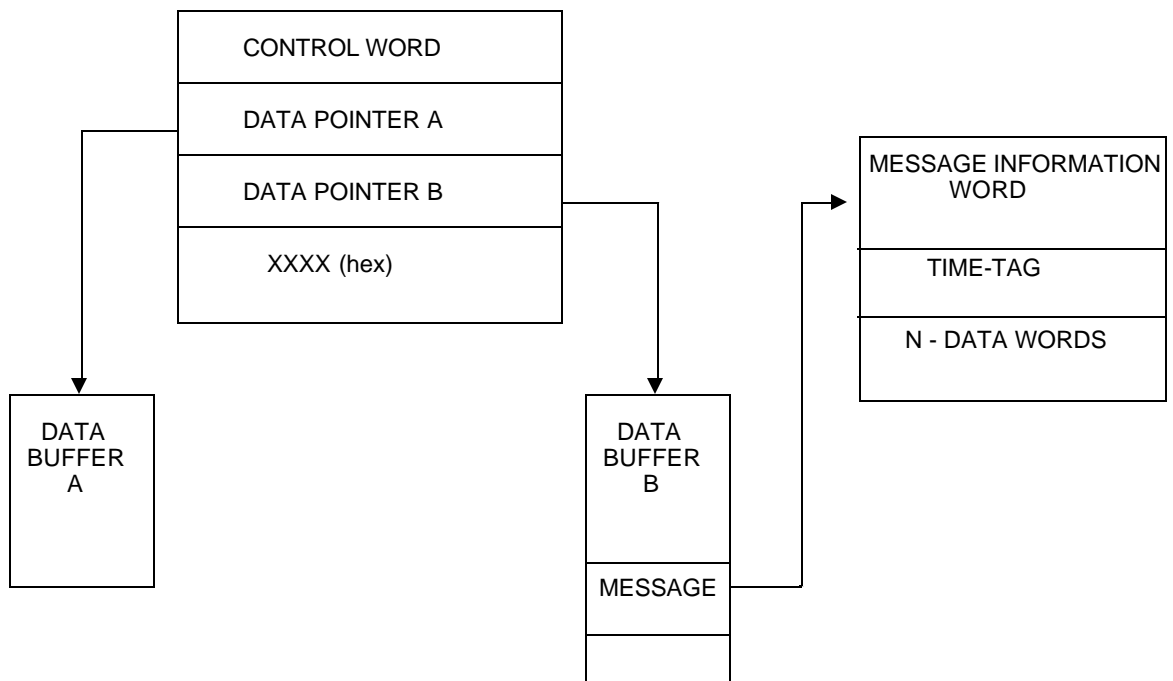 CONTROL WORD
DATA POINTER A
DATA POINTER B
XXXX (hex)
MESSAGE INFORMATION
WORD
TIME-TAG
N - DATA WORDS
DATA
BUFFER
A
DATA
BUFFER
B
MESSAGE